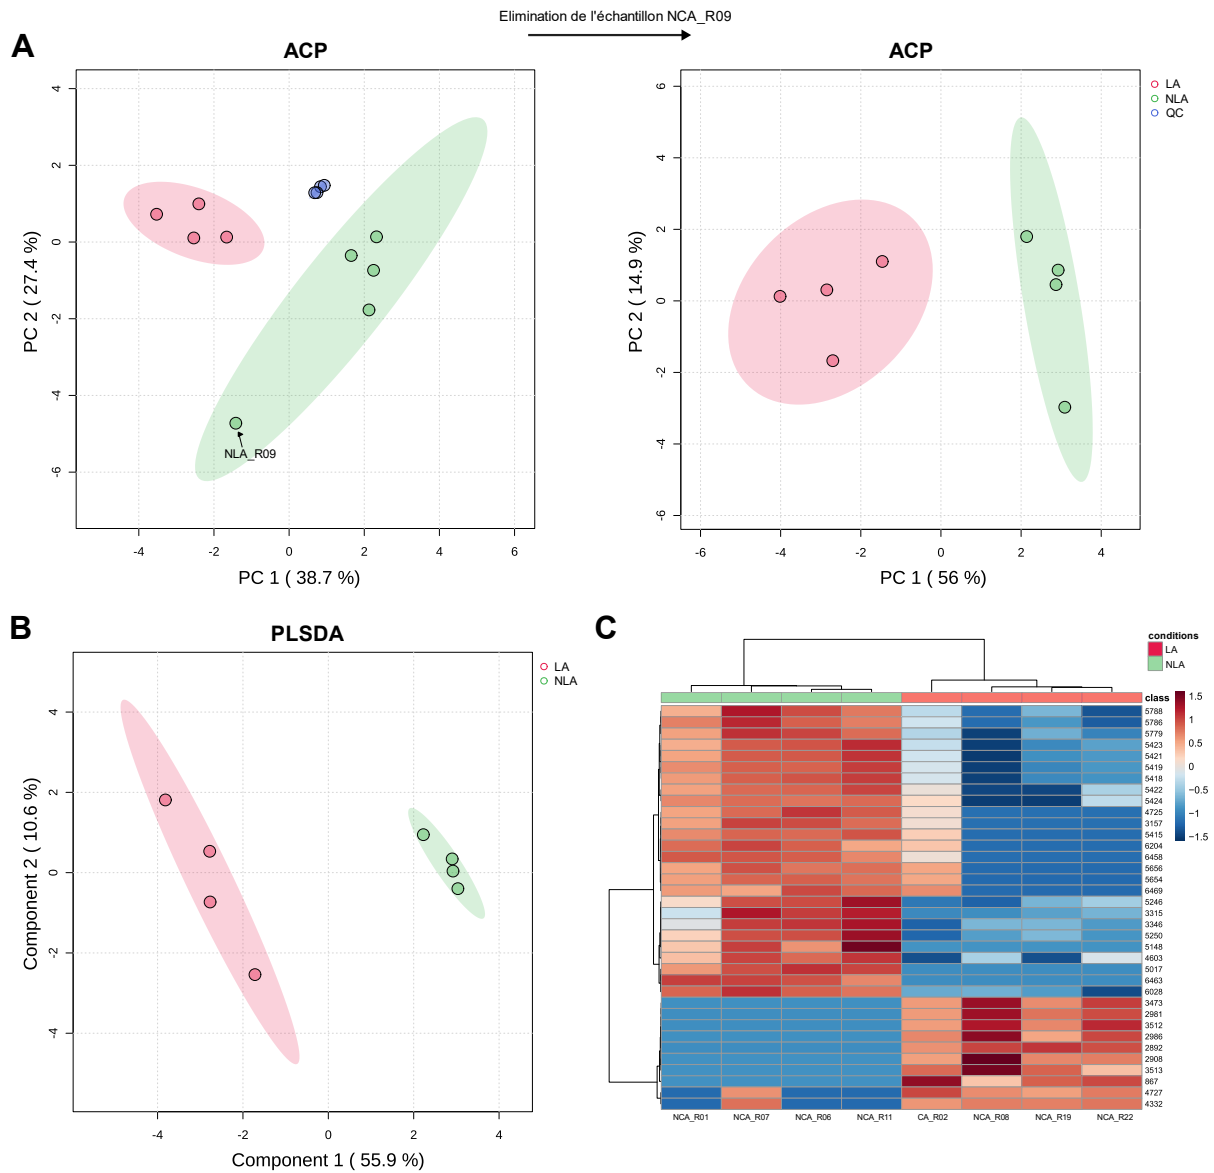 Elimination de l'échantillon NCA_R09
A
ACP
4
2
0
-2
-4
-6
PC 2 ( 27.4 %)
NLA_R09
-4 -2 0 2 4 6
PC 1 ( 38.7 %)
ACP
6
4
2
0
-2
-4
-6
PC 2 ( 14.9 %)
-6 -4 -2 0 2 4
PC 1 ( 56 %)
LA
NLA
QC
B
PLSDA
4
2
0
-2
-4
Component 2 ( 10.6 %)
-4 -2 0 2 4
Component 1 ( 55.9 %)
LA
NLA
C
conditions
LA
NLA
class
5788
5786
5779
5423
5421
5419
5418
5422
5424
4725
3157
5415
6204
6458
5656
5654
6469
5246
3315
3346
5250
5148
4603
5017
6463
6028
3473
2981
3512
2986
2892
2908
3513
867
4727
4332
1.5
1
0.5
0
−0.5
−1
−1.5
NCA_R01 NCA_R07 NCA_R06 NCA_R11 CA_R02 NCA_R08 NCA_R19 NCA_R22